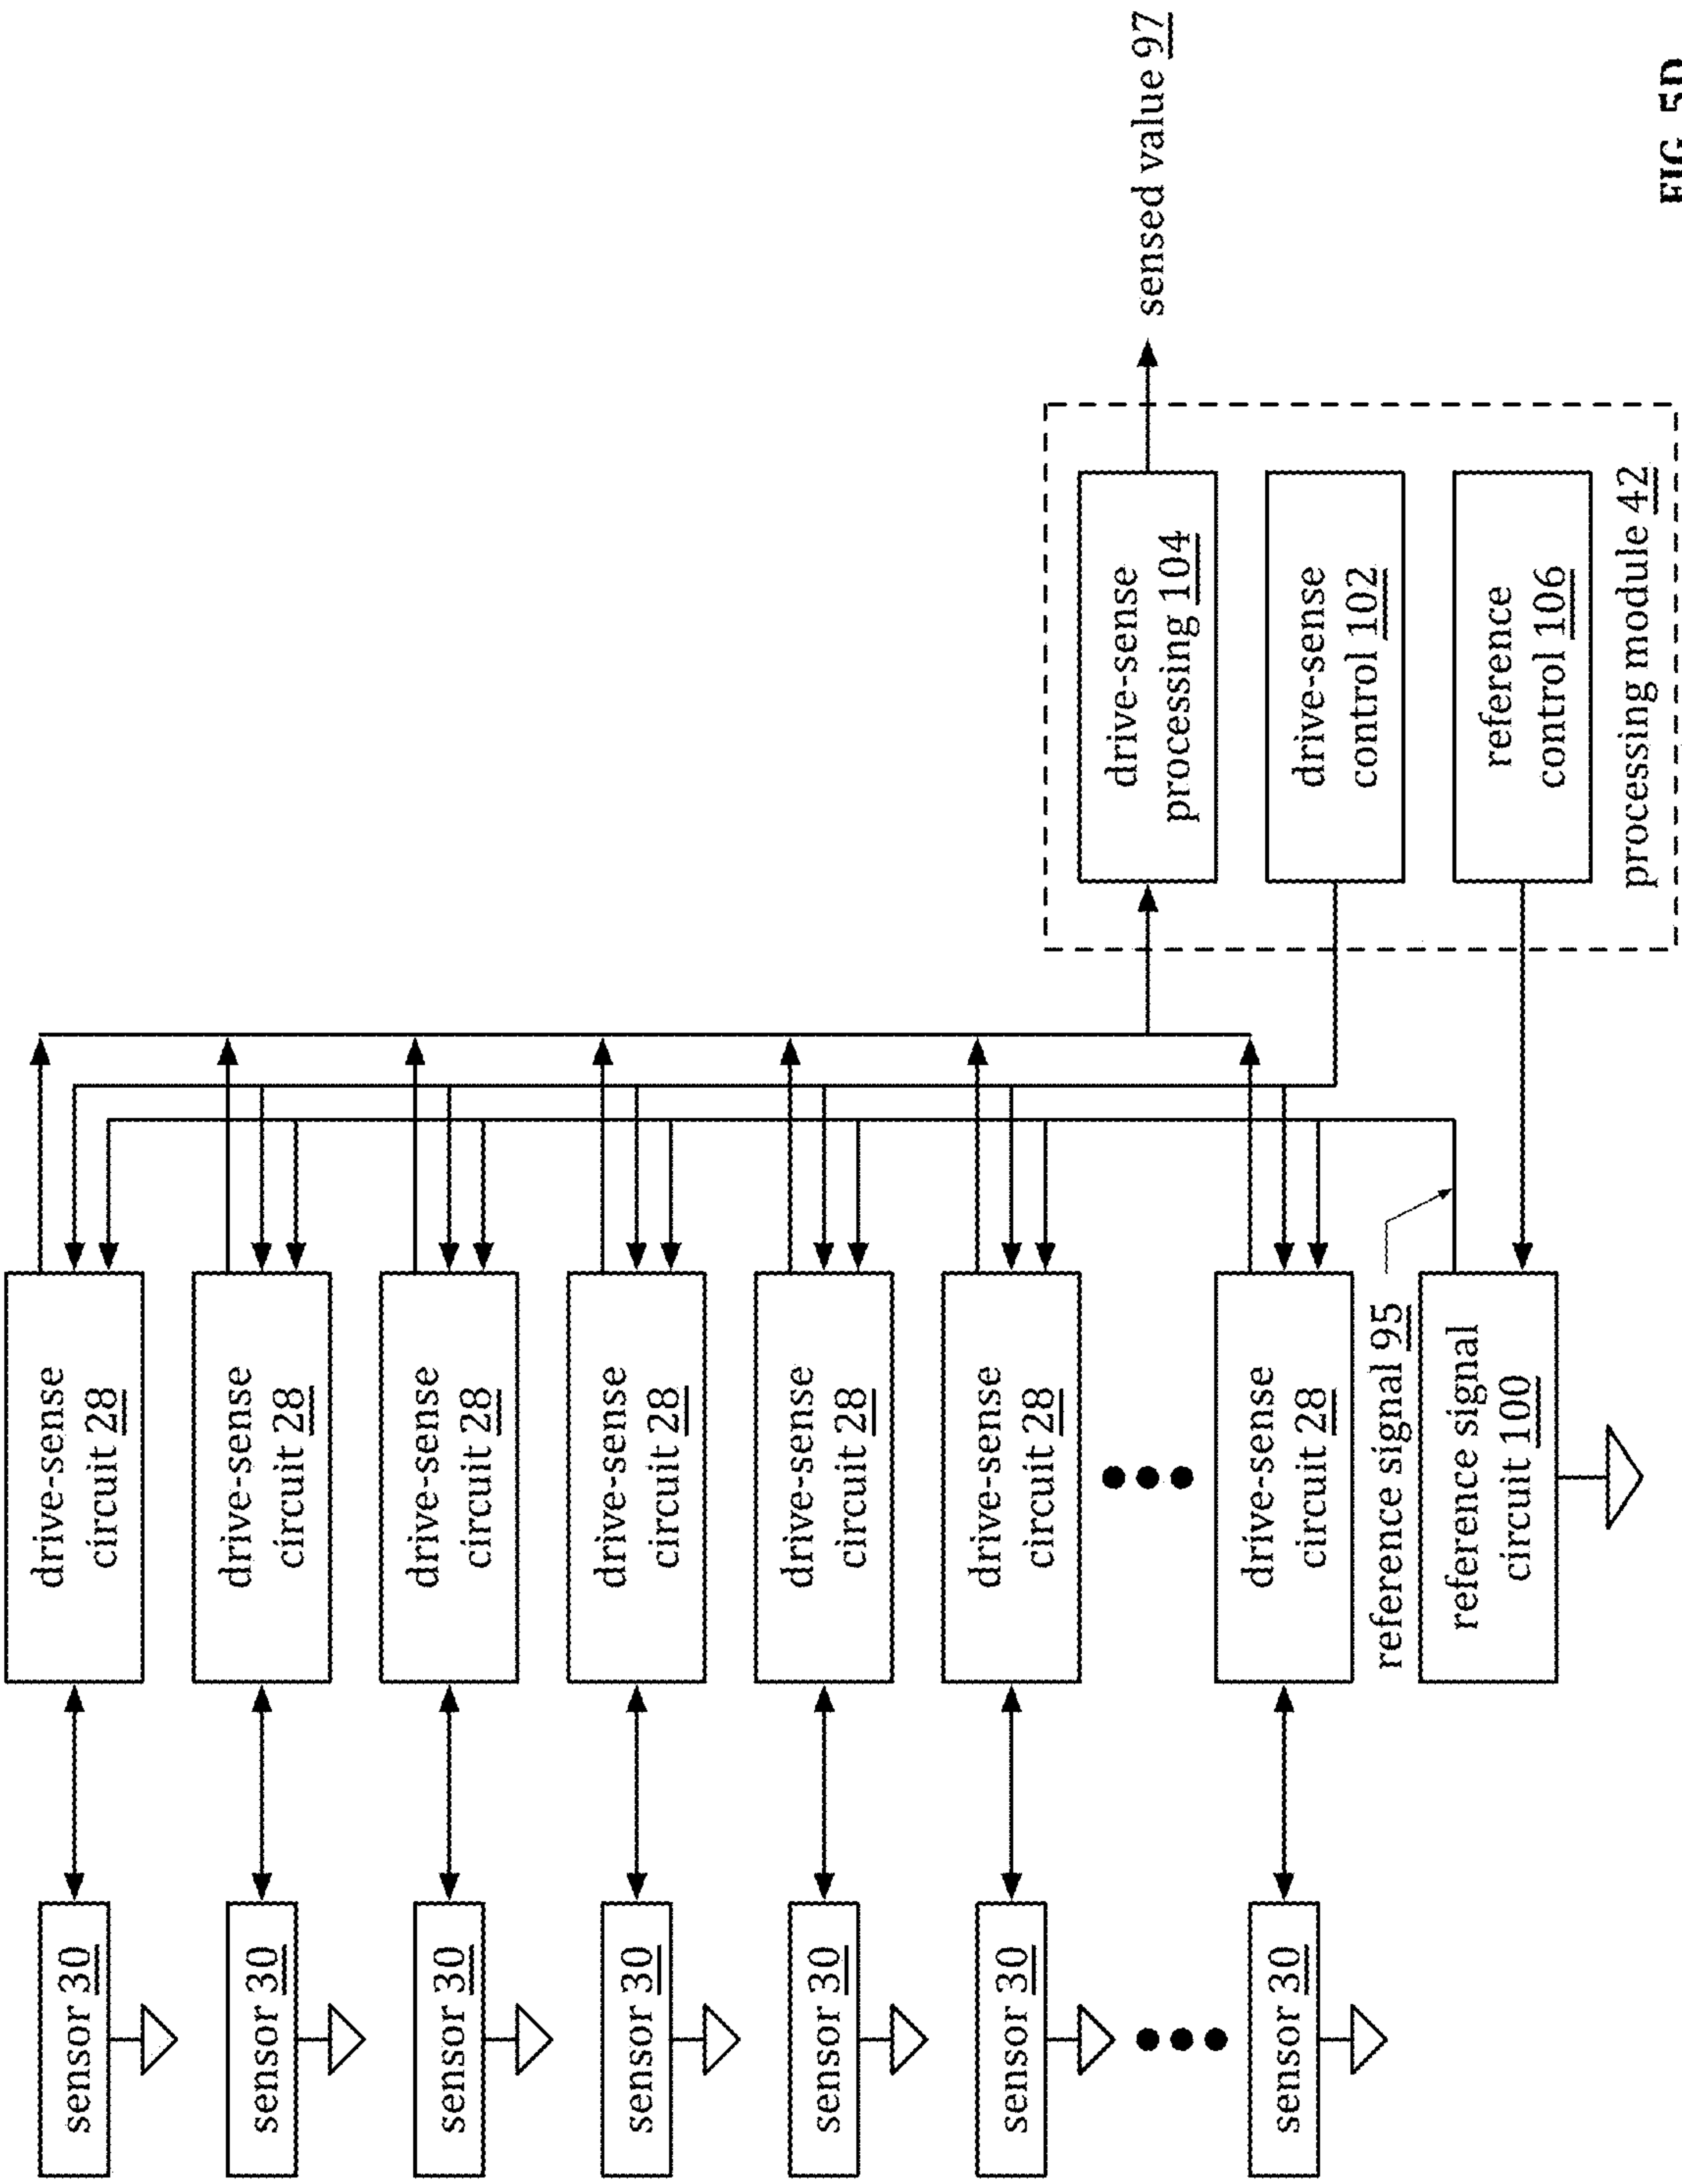 sensor 30
drive-sense
circuit 28
sensor 30
drive-sense
circuit 28
sensor 30
drive-sense
circuit 28
sensor 30
drive-sense
circuit 28
sensor 30
drive-sense
circuit 28
sensor 30
drive-sense
circuit 28
sensor 30
drive-sense
circuit 28
reference signal 95
reference signal
circuit 100
drive-sense
processing 104
sensed value 97
drive-sense
control 102
reference
control 106
processing module 42
FIG. 5D